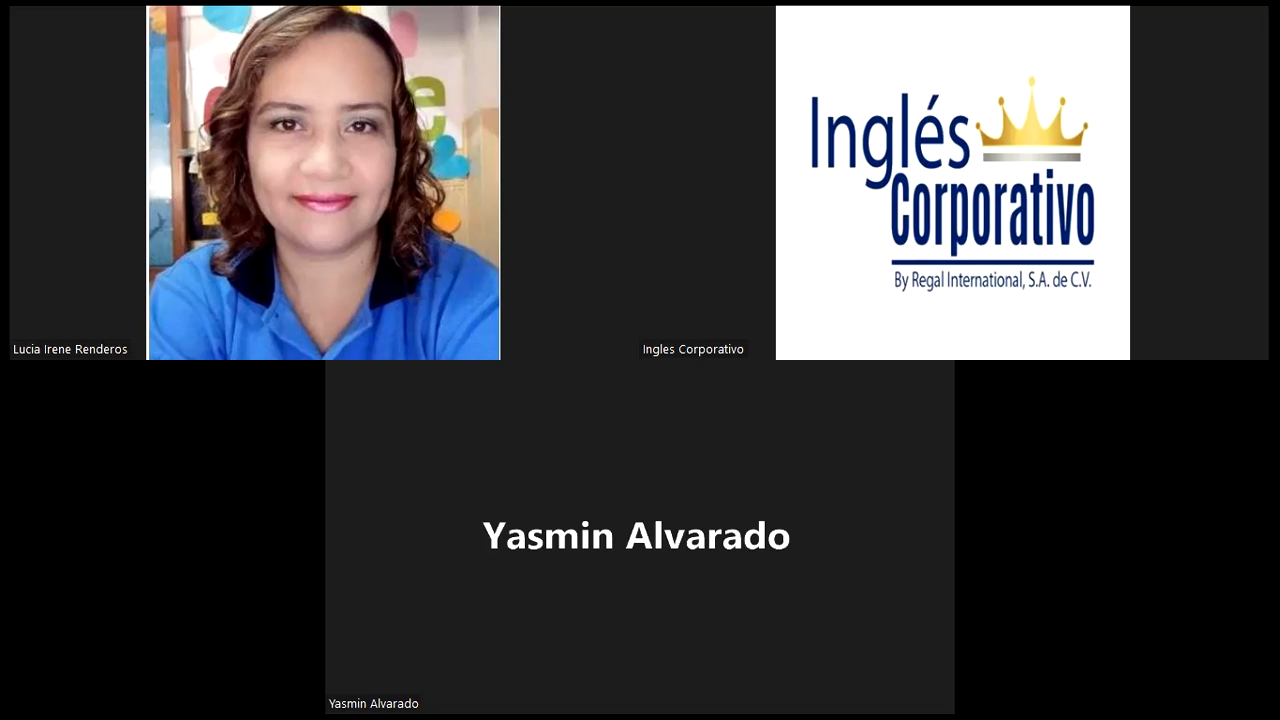 Lucia Irene Renderos
Inglés
Corporativo
By Regal International, S.A. de C.V.
Ingles Corporativo
Yasmin Alvarado
Yasmin Alvarado